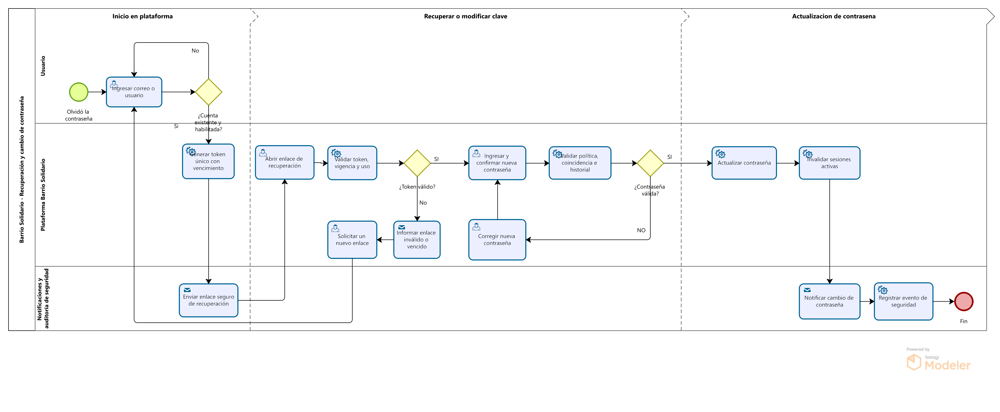 Inicio en plataforma
Recuperar o modificar clave
Actualizacion de contrasena
Barrio Solidario - Recuperación y cambio de contraseña
Usuario
No
Olvidó la
contraseña
Ingresar correo o
usuario
¿Cuenta
existente y
habilitada?
Si
Plataforma Barrio Solidario
Generar token
único con
vencimiento
Abrir enlace de
recuperación
Validar token,
vigencia y uso
SI
¿Token válido?
No
Ingresar y
confirmar nueva
contraseña
Validar política,
coincidencia e
historial
SI
¿Contraseña
válida?
NO
Actualizar contraseña
Invalidar sesiones
activas
Solicitar un
nuevo enlace
Informar enlace
inválido o
vencido
Corregir nueva
contraseña
Notificaciones y
auditoría de seguridad
Enviar enlace seguro
de recuperación
Notificar cambio de
contraseña
Registrar evento de
seguridad
Fin
Powered by
bizagi
Modeler